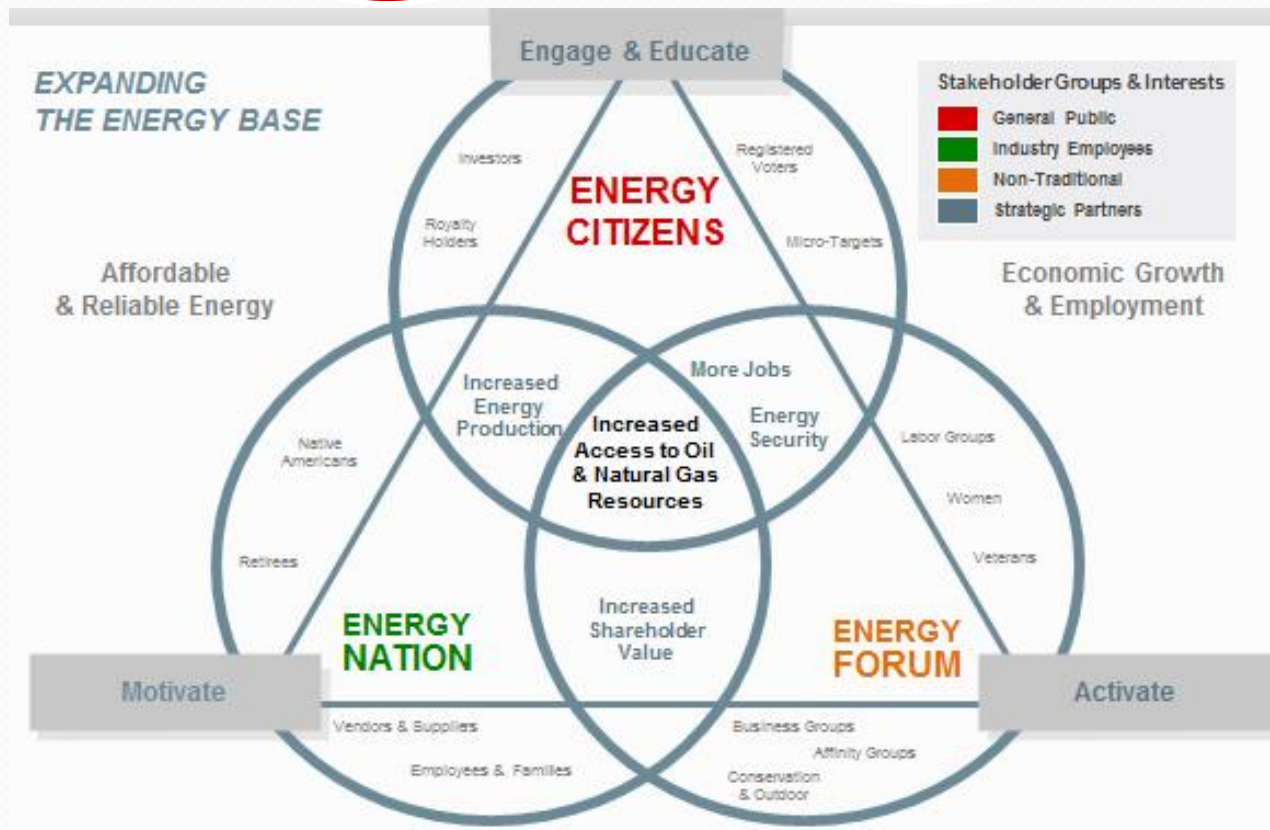 Engage & Educate
EXPANDING
THE ENERGY BASE
Stakeholder Groups & Interests
General Public
Industry Employees
Non-Traditional
Strategic Partners
Investors
Registered
Voters
ENERGY
CITIZENS
Royalty
Holders
Micro-Targets
Affordable
& Reliable Energy
Economic Growth
& Employment
Increased
Energy
Production
More Jobs
Energy
Security
Increased
Access to Oil
& Natural Gas
Resources
Native
Americans
Retirees
Labor Groups
Women
Veterans
ENERGY
NATION
Increased
Shareholder
Value
ENERGY
FORUM
Motivate
Activate
Vendors & Suppliers
Employees & Families
Business Groups
Affinity Groups
Conservation
& Outdoor